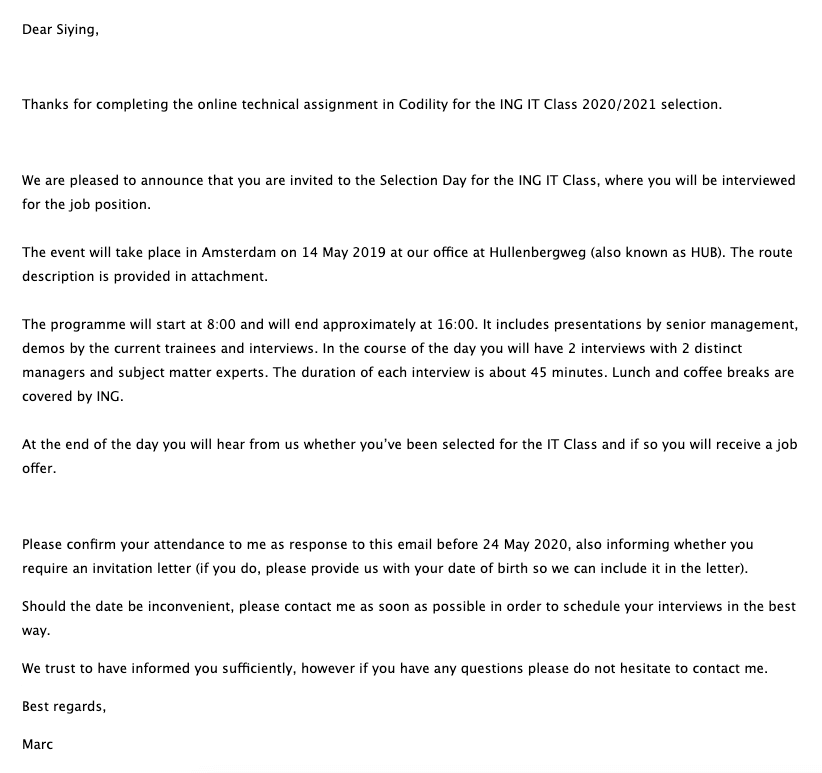 Dear Siying,
Thanks for completing the online technical assignment in Codility for the ING IT Class 2020/2021 selection.
We are pleased to announce that you are invited to the Selection Day for the ING IT Class, where you will be interviewed
for the job position.
The event will take place in Amsterdam on 14 May 2019 at our office at Hullenbergweg (also known as HUB). The route
description is provided in attachment.
The programme will start at 8:00 and will end approximately at 16:00. It includes presentations by senior management,
demos by the current trainees and interviews. In the course of the day you will have 2 interviews with 2 distinct
managers and subject matter experts. The duration of each interview is about 45 minutes. Lunch and coffee breaks are
covered by ING.
At the end of the day you will hear from us whether you’ve been selected for the IT Class and if so you will receive a job
offer.
Please confirm your attendance to me as response to this email before 24 May 2020, also informing whether you
require an invitation letter (if you do, please provide us with your date of birth so we can include it in the letter).
Should the date be inconvenient, please contact me as soon as possible in order to schedule your interviews in the best
way.
We trust to have informed you sufficiently, however if you have any questions please do not hesitate to contact me.
Best regards,
Marc